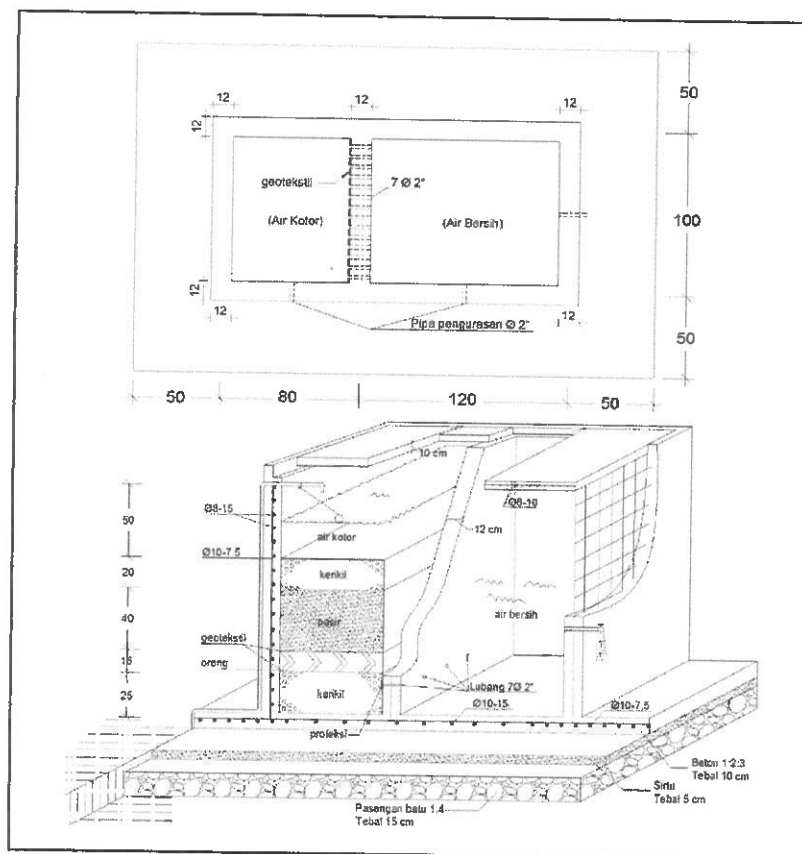 12
12
12
12
50
geotekstil
7 Ø 2"
(Air Kotor)
(Air Bersih)
100
12
12
12
Pipa pengurasan Ø 2"
50
50
80
120
50
10 cm
50
Ø8-15
12 cm
air kotor
Ø10-7.5
20
kerikil
40
pasir
air bersih
geotekstil
15
oreng
25
kerikil
Lubang 7Ø 2"
Ø10-15
Ø10-7.5
proteksi
Beton 1:2:3
Tebal 10 cm
Sirtu
Tebal 5 cm
Pasangan batu 1:4
Tebal 15 cm